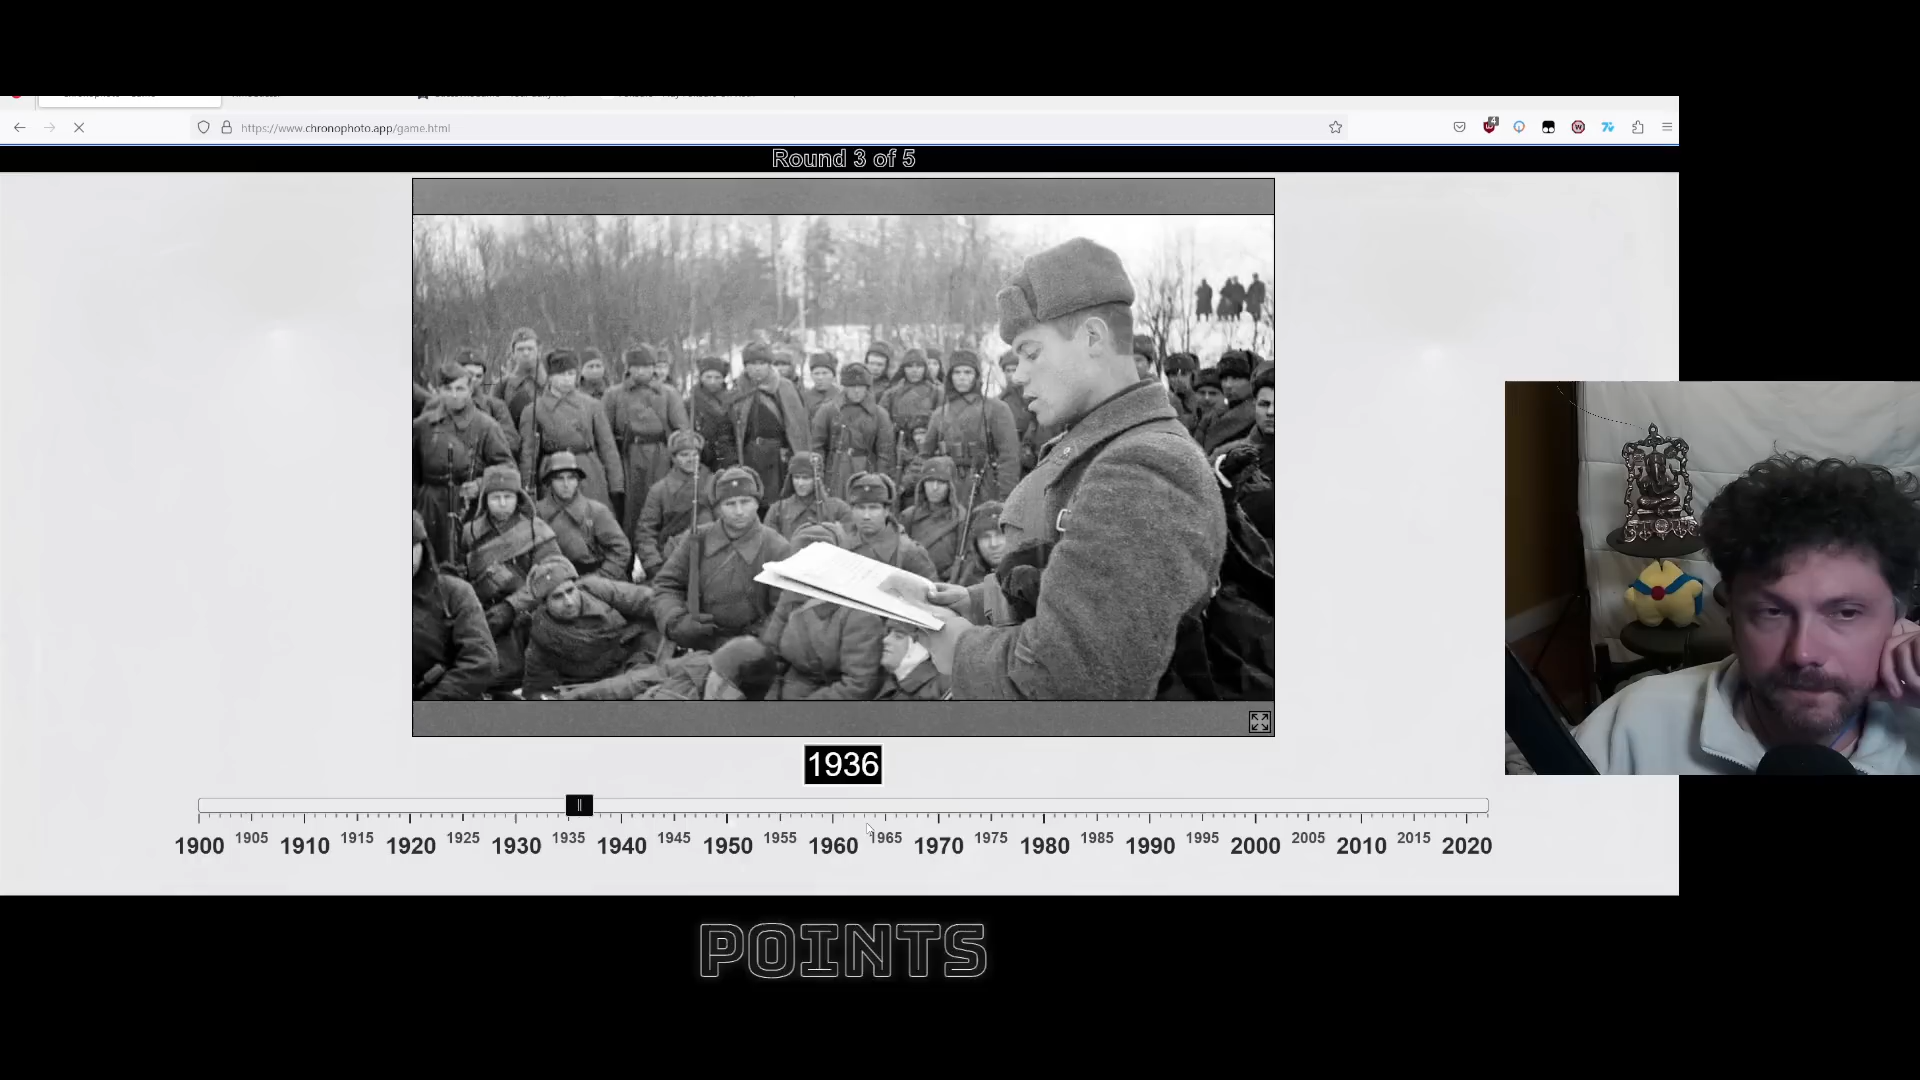 https://www.chronophoto.app/game.html
Round 3 of 5
1936
1900 1905 1910 1915 1920 1925 1930 1935 1940 1945 1950 1955 1960 1965 1970 1975 1980 1985 1990 1995 2000 2005 2010 2015 2020
POINTS